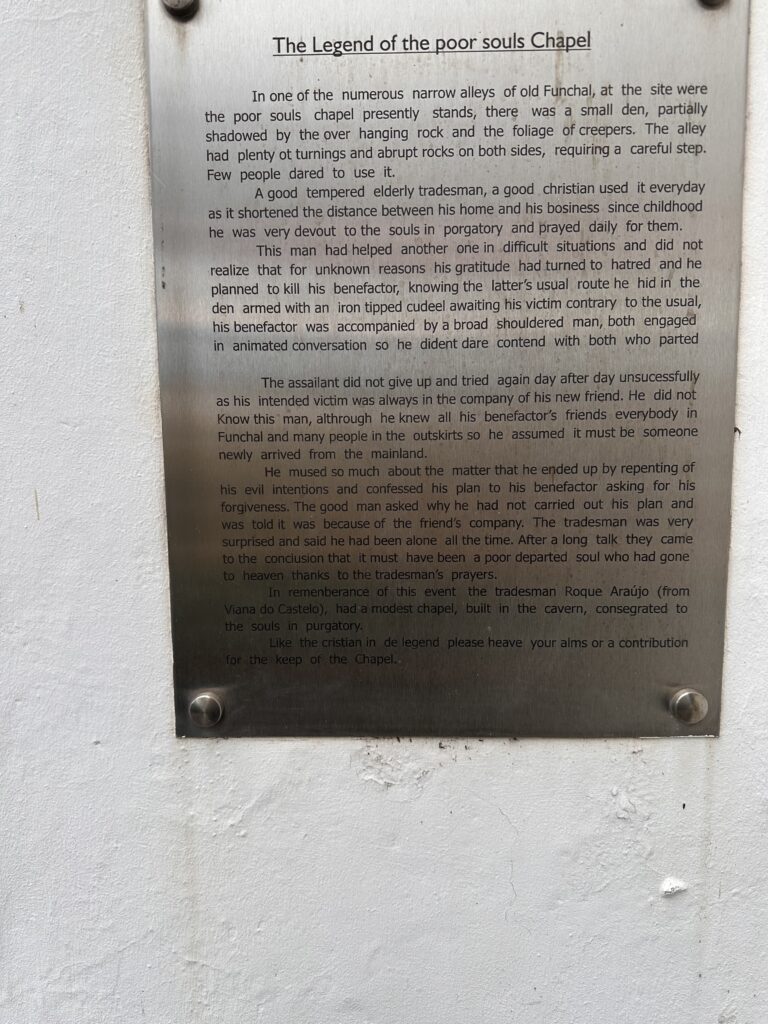 The Legend of the poor souls Chapel
In one of the numerous narrow alleys of old Funchal, at the site were
the poor souls chapel presently stands, there was a small den, partially
shadowed by the over hanging rock and the foliage of creepers. The alley
had plenty ot turnings and abrupt rocks on both sides, requiring a careful step.
Few people dared to use it.
A good tempered elderly tradesman, a good christian used it everyday
as it shortened the distance between his home and his bosiness since childhood
he was very devout to the souls in porgatory and prayed daily for them.
This man had helped another one in difficult situations and did not
realize that for unknown reasons his gratitude had turned to hatred and he
planned to kill his benefactor, knowing the latter's usual route he hid in the
den armed with an iron tipped cudeel awaiting his victim contrary to the usual,
his benefactor was accompanied by a broad shouldered man, both engaged
in animated conversation so he dident dare contend with both who parted
The assailant did not give up and tried again day after day unsucessfully
as his intended victim was always in the company of his new friend. He did not
Know this man, althrough he knew all his benefactor's friends everybody in
Funchal and many people in the outskirts so he assumed it must be someone
newly arrived from the mainland.
He mused so much about the matter that he ended up by repenting of
his evil intentions and confessed his plan to his benefactor asking for his
forgiveness. The good man asked why he had not carried out his plan and
was told it was because of the friend's company. The tradesman was very
surprised and said he had been alone all the time. After a long talk they came
to the conclusion that it must have been a poor departed soul who had gone
to heaven thanks to the tradesman's prayers.
In remenberance of this event the tradesman Roque Araújo (from
Viana do Castelo), had a modest chapel, built in the cavern, consegrated to
the souls in purgatory.
Like the cristian in de legend please heave your alms or a contribution
for the keep of the Chapel.